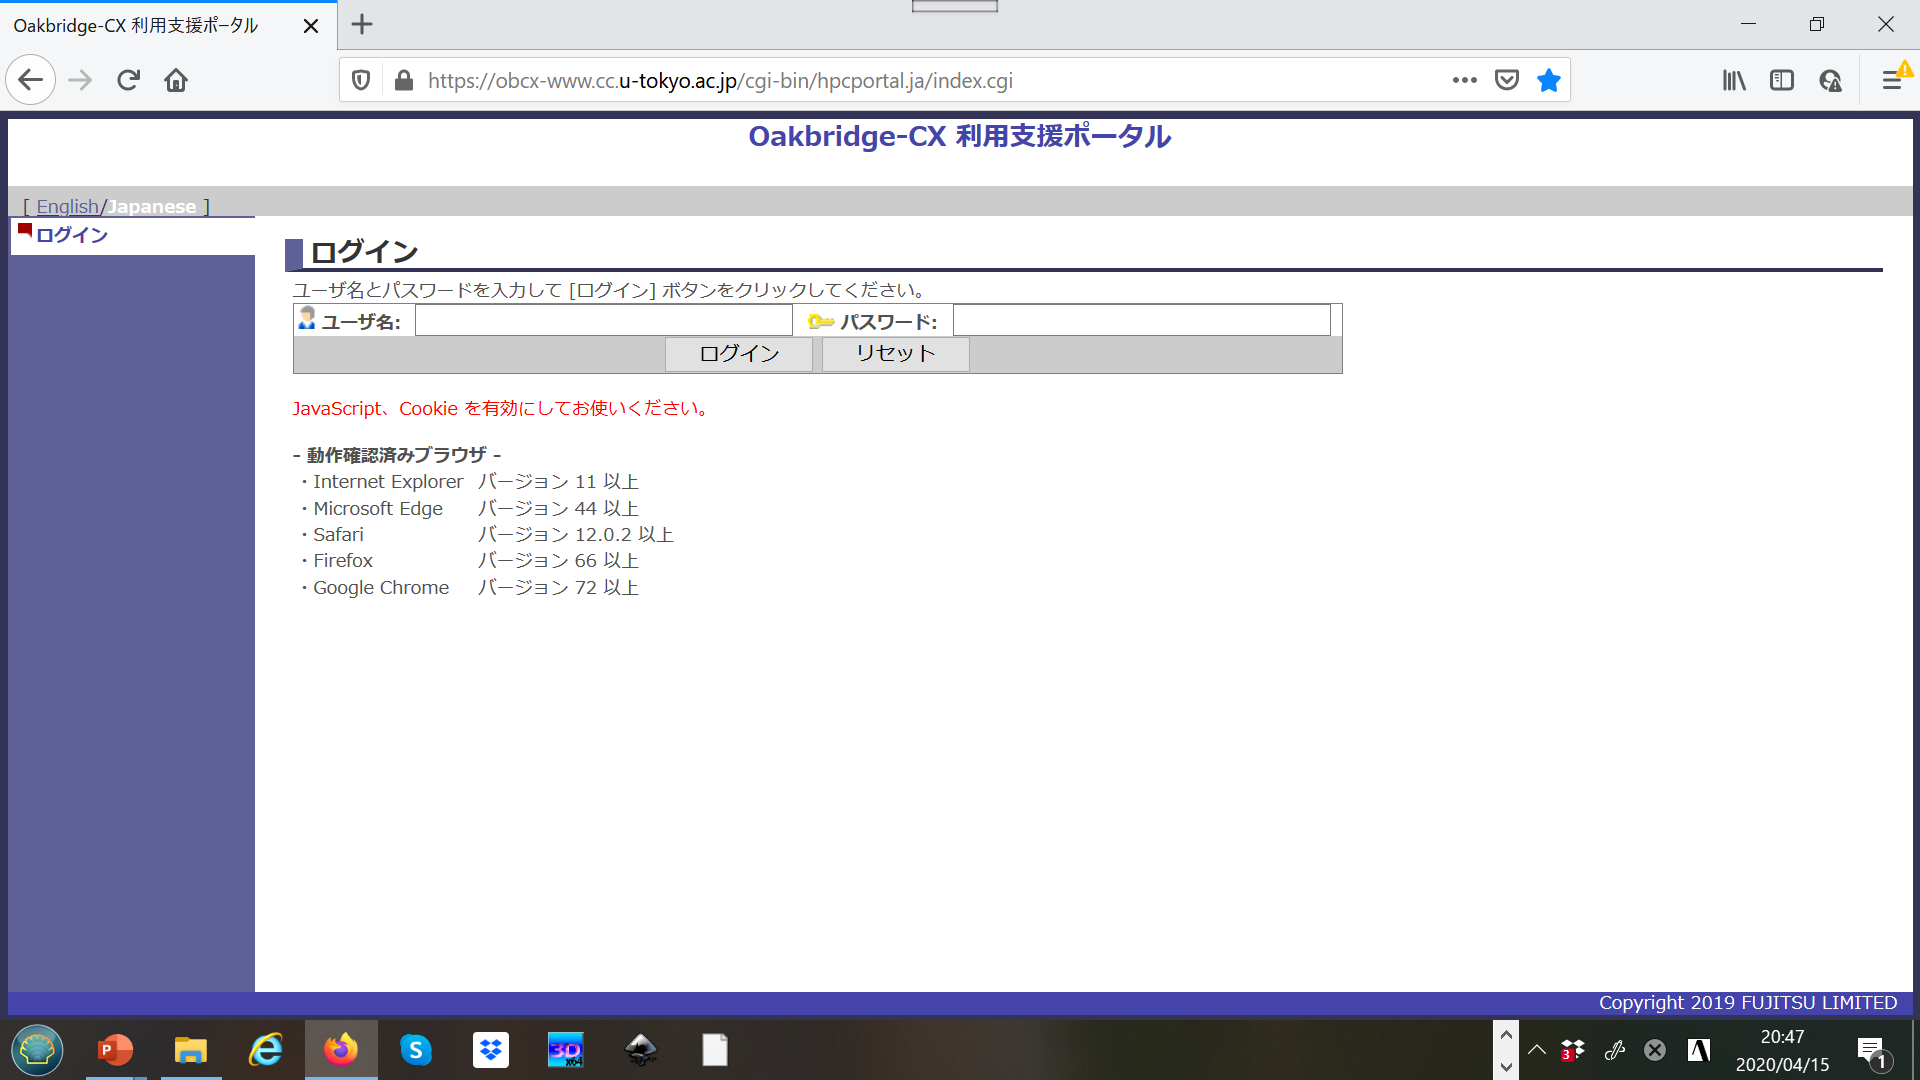 Oakbridge-CX 利用支援ポータル
https://obcx-www.cc.u-tokyo.ac.jp/cgi-bin/hpcportal.ja/index.cgi
Oakbridge-CX 利用支援ポータル
[ English/Japanese ]
ログイン
ログイン
ユーザ名とパスワードを入力して [ログイン] ボタンをクリックしてください。
ユーザ名: パスワード:
ログイン リセット
JavaScript、Cookie を有効にしてお使いください。
- 動作確認済みブラウザ -
・Internet Explorer バージョン 11 以上
・Microsoft Edge バージョン 44 以上
・Safari バージョン 12.0.2 以上
・Firefox バージョン 66 以上
・Google Chrome バージョン 72 以上
Copyright 2019 FUJITSU LIMITED
P
S
3D
x64
3
A
20:47
2020/04/15
1